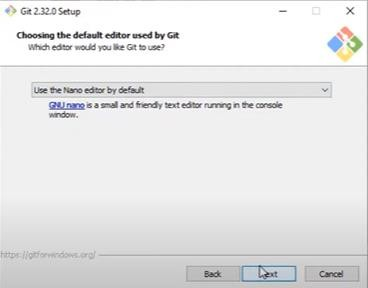 Git 2.32.0 Setup
Choosing the default editor used by Git
Which editor would you like Git to use?
Use the Nano editor by default
GNU nano is a small and friendly text editor running in the console
window.
https://gitforwindows.org/
Back
Next
Cancel